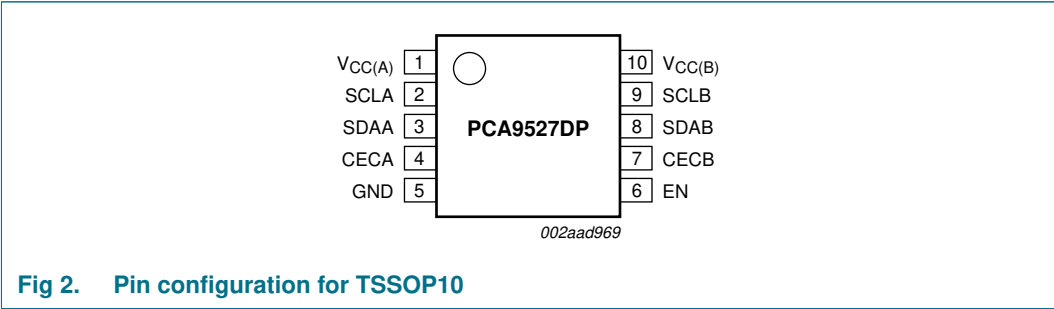 VCC(A) 1 10 VCC(B)
SCLA 2 9 SCLB
SDAA 3 PCA9527DP 8 SDAB
CECA 4 7 CECB
GND 5 6 EN
002aad969
Fig 2. Pin configuration for TSSOP10